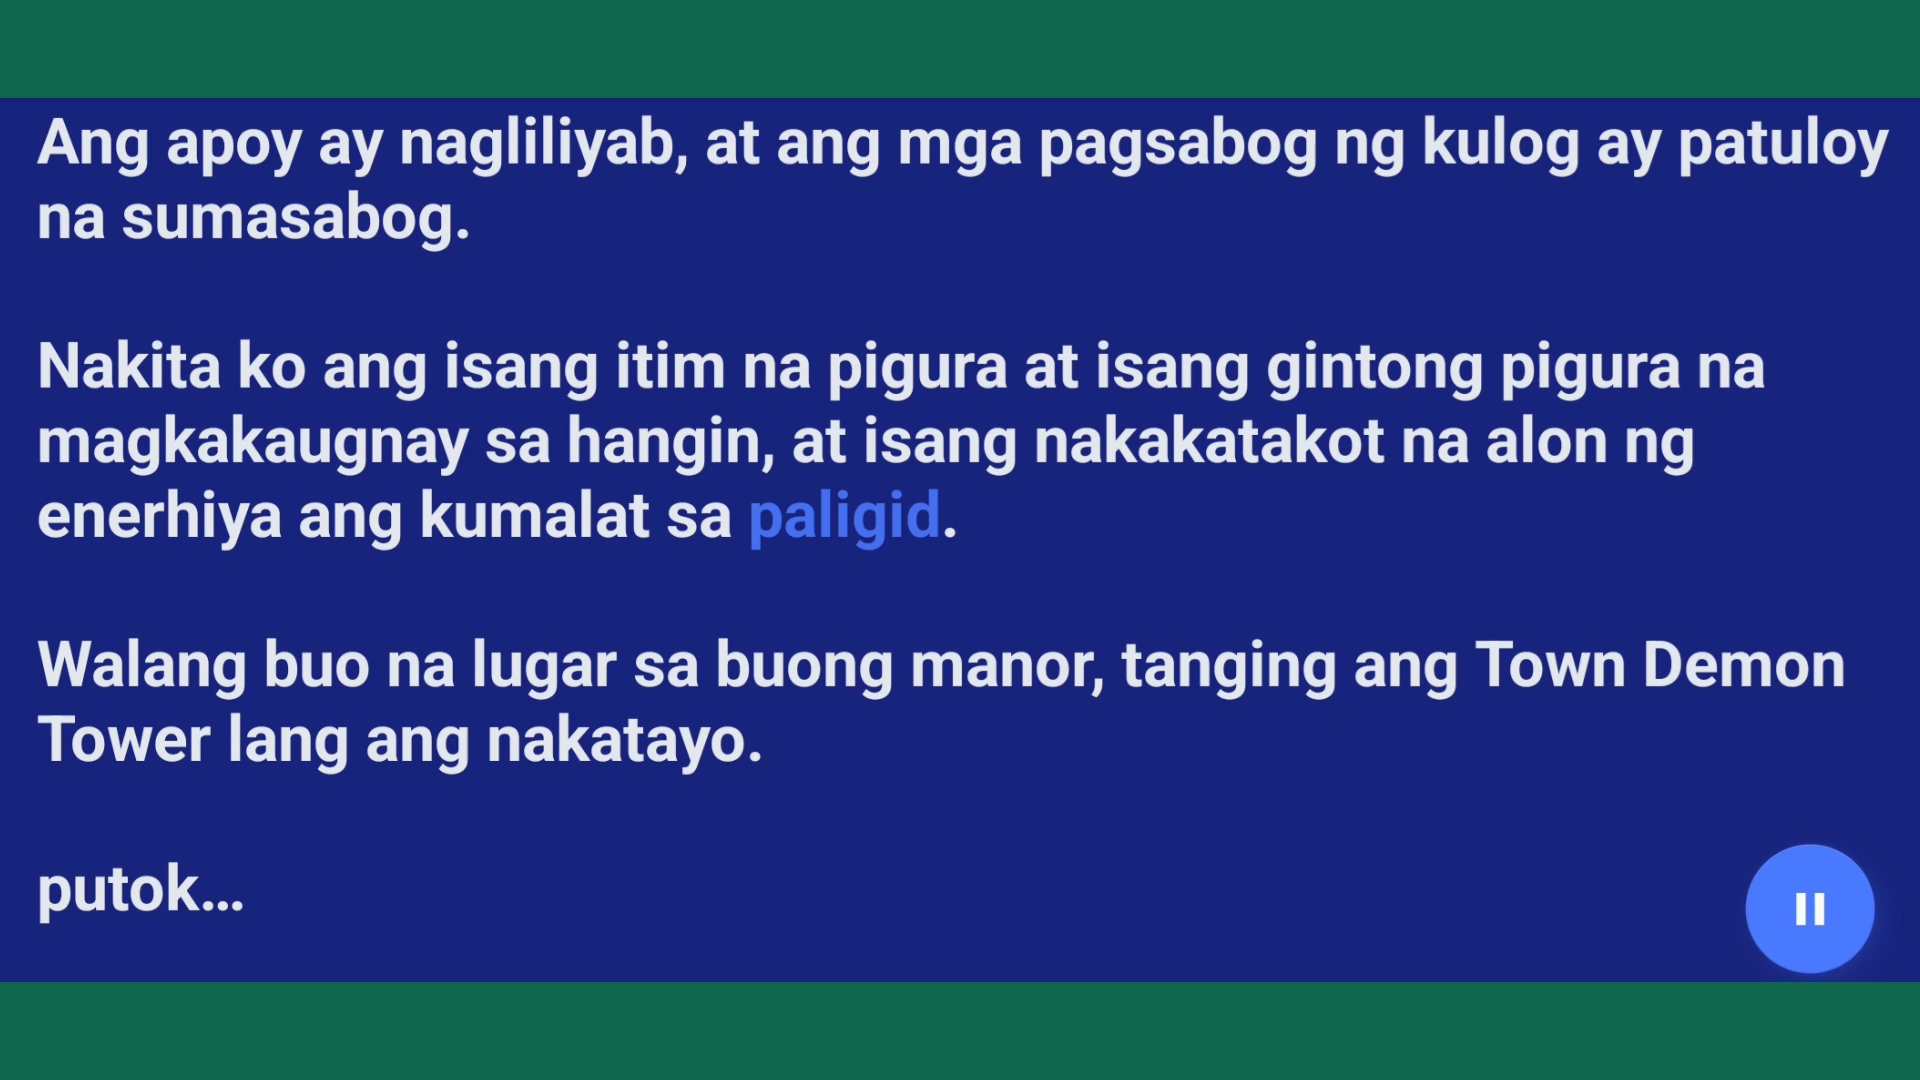 Ang apoy ay nagliliyab, at ang mga pagsabog ng kulog ay patuloy
na sumasabog.
Nakita ko ang isang itim na pigura at isang gintong pigura na
magkakaugnay sa hangin, at isang nakakatakot na alon ng
enerhiya ang kumalat sa paligid.
Walang buo na lugar sa buong manor, tanging ang Town Demon
Tower lang ang nakatayo.
putok...